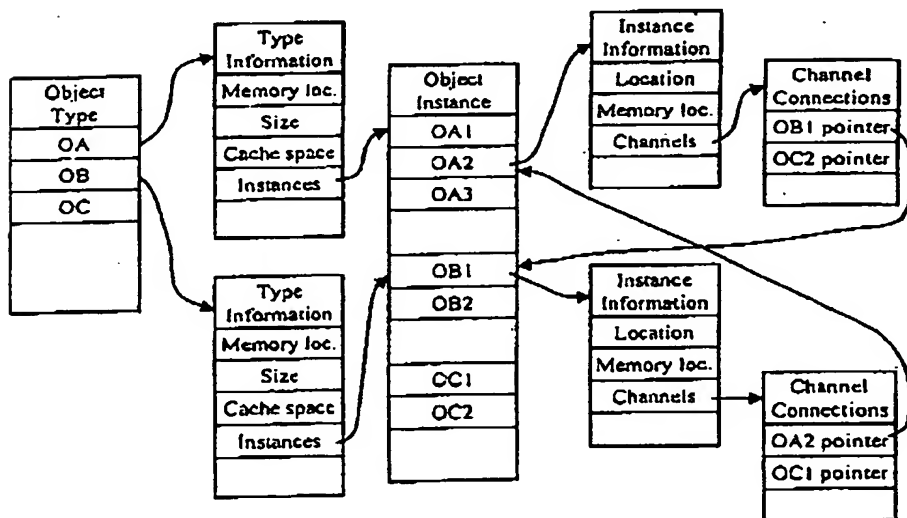 Object
Type
OA
OB
OC
Type
Information
Memory loc.
Size
Cache space
Instances
Type
Information
Memory loc.
Size
Cache space
Instances
Object
Instance
OA1
OA2
OA3
OB1
OB2
OC1
OC2
Instance
Information
Location
Memory loc.
Channels
Instance
Information
Location
Memory loc.
Channels
Channel
Connections
OB1 pointer
OC2 pointer
Channel
Connections
OA2 pointer
OC1 pointer